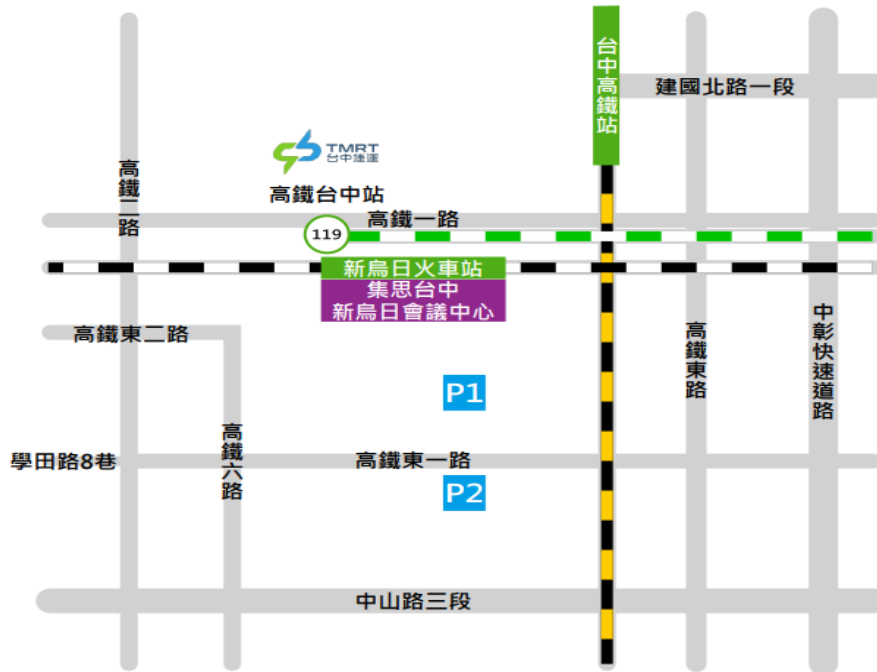 台中高鐵站
建國北路一段
TMRT
台中捷運
高鐵二路
高鐵台中站
高鐵一路
119
新烏日火車站
集思台中
新烏日會議中心
高鐵東二路
高鐵東路
中彰快速道路
P1
高鐵六路
學田路8巷
高鐵東一路
P2
中山路三段